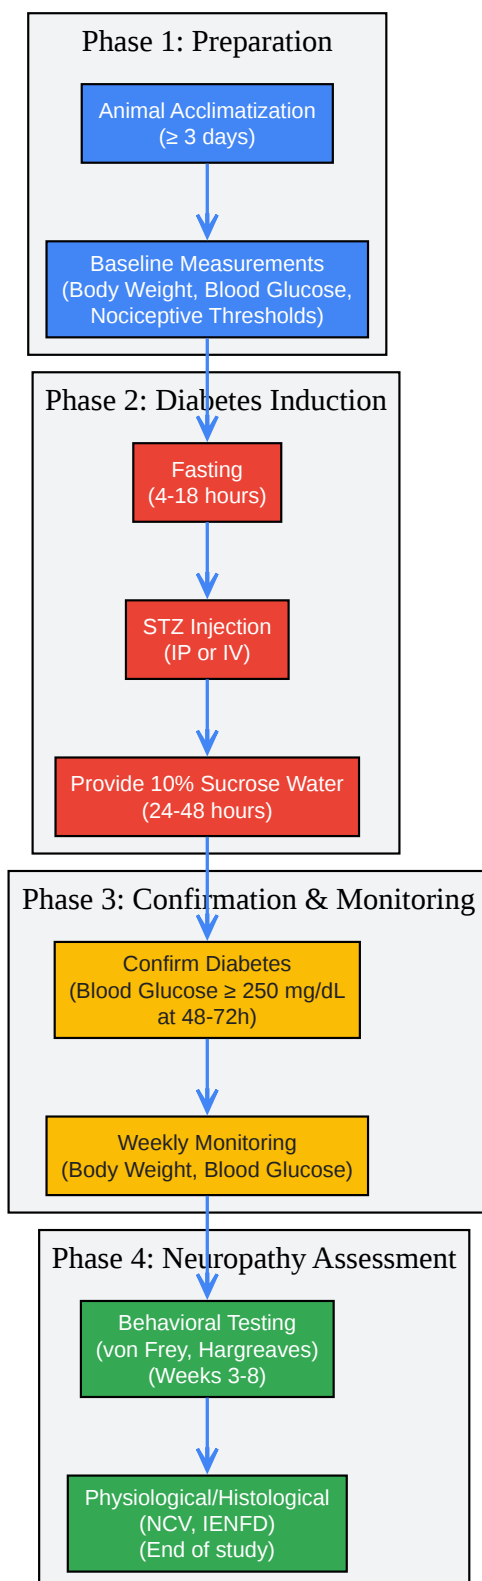 Phase 1: Preparation
Animal Acclimatization
(≥ 3 days)
Baseline Measurements
(Body Weight, Blood Glucose,
Nociceptive Thresholds)
Phase 2: Diabetes Induction
Fasting
(4-18 hours)
STZ Injection
(IP or IV)
Provide 10% Sucrose Water
(24-48 hours)
Phase 3: Confirmation & Monitoring
Confirm Diabetes
(Blood Glucose ≥ 250 mg/dL
at 48-72h)
Weekly Monitoring
(Body Weight, Blood Glucose)
Phase 4: Neuropathy Assessment
Behavioral Testing
(von Frey, Hargreaves)
(Weeks 3-8)
Physiological/Histological
(NCV, IENFD)
(End of study)